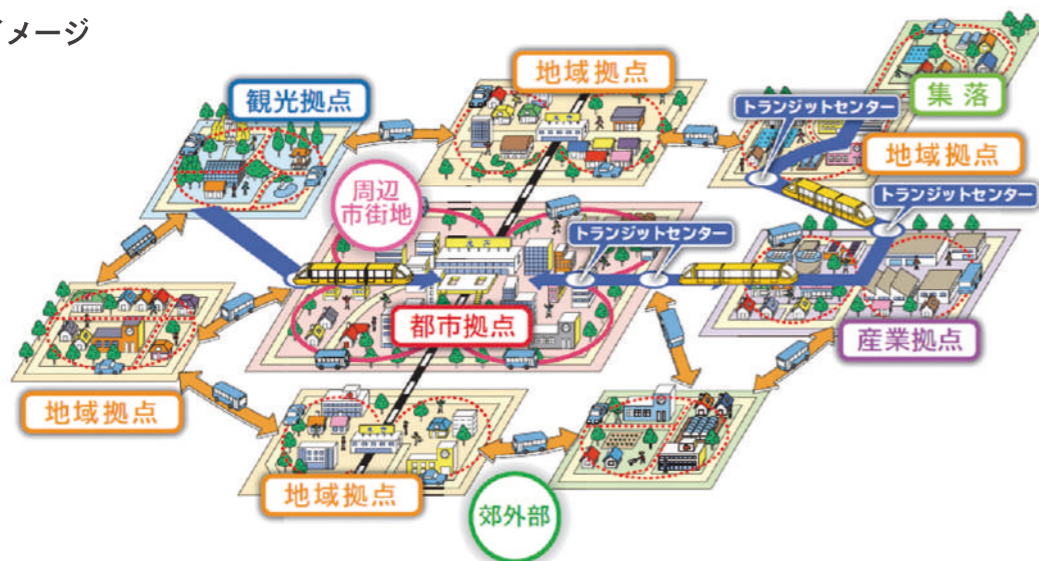 イメージ
地域拠点
観光拠点
トランジットセンター
集落
地域拠点
周辺
市街地
トランジットセンター
トランジットセンター
都市拠点
産業拠点
地域拠点
地域拠点
郊外部